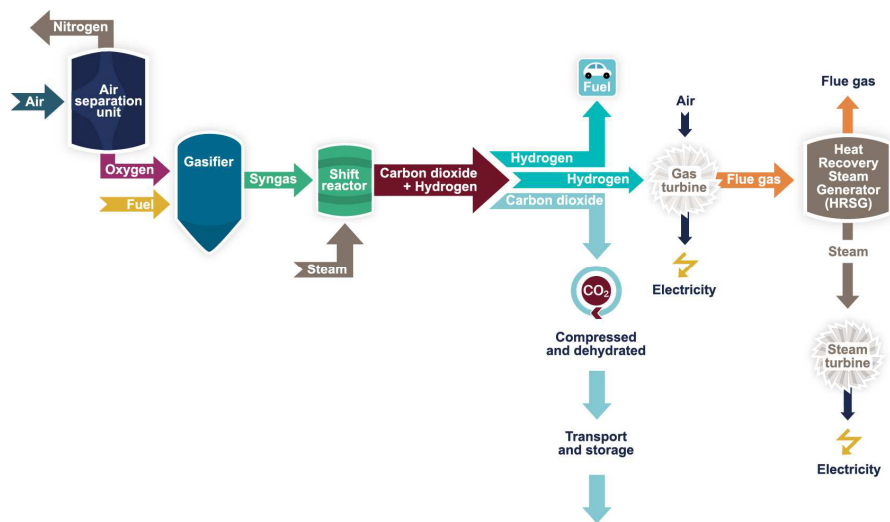 Nitrogen
Air
Air
separation
unit
Oxygen
Fuel
Gasifier
Syngas
Shift
reactor
Steam
Carbon dioxide
+ Hydrogen
Hydrogen
Fuel
Hydrogen
Carbon dioxide
CO₂
Compressed
and dehydrated
Transport
and storage
Air
Gas
turbine
Electricity
Flue gas
Flue gas
Heat
Recovery
Steam
Generator
(HRSG)
Steam
Steam
turbine
Electricity